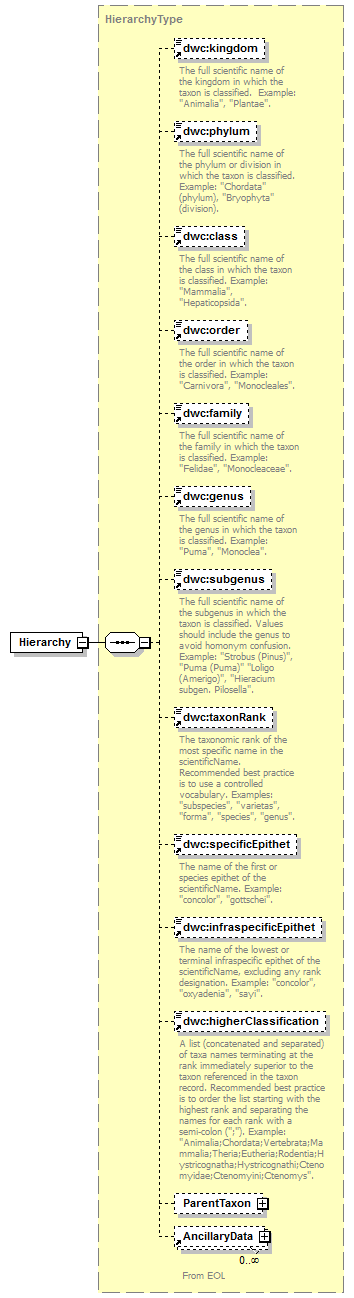 HierarchyType
dwc:kingdom
The full scientific name of
the kingdom in which the
taxon is classified.  Example:
"Animalia", "Plantae".
dwc:phylum
The full scientific name of
the phylum or division in
which the taxon is classified.
Example: "Chordata"
(phylum), "Bryophyta"
(division).
dwc:class
The full scientific name of
the class in which the taxon
is classified. Example:
"Mammalia",
"Hepaticopsida".
dwc:order
The full scientific name of
the order in which the taxon
is classified. Example:
"Carnivora", "Monocleales".
dwc:family
The full scientific name of
the family in which the taxon
is classified. Example:
"Felidae", "Monocleaceae".
dwc:genus
The full scientific name of
the genus in which the taxon
is classified. Example:
"Puma", "Monoclea".
dwc:subgenus
The full scientific name of
the subgenus in which the
taxon is classified. Values
should include the genus to
avoid homonym confusion.
Example: "Strobus (Pinus)",
"Puma (Puma)" "Loligo
(Amerigo)", "Hieracium
subgen. Pilosella".
Hierarchy
dwc:taxonRank
The taxonomic rank of the
most specific name in the
scientificName.
Recommended best practice
is to use a controlled
vocabulary. Examples:
"subspecies", "varietas",
"forma", "species", "genus".
dwc:specificEpithet
The name of the first or
species epithet of the
scientificName. Example:
"concolor", "gottschei".
dwc:infraspecificEpithet
The name of the lowest or
terminal infraspecific epithet of the
scientificName, excluding any rank
designation. Example: "concolor",
"oxyadenia", "sayi".
dwc:higherClassification
A list (concatenated and separated)
of taxa names terminating at the
rank immediately superior to the
taxon referenced in the taxon
record. Recommended best practice
is to order the list starting with the
highest rank and separating the
names for each rank with a
semi-colon (";"). Example:
"Animalia;Chordata;Vertebrata;Ma
mmalia;Theria;Eutheria;Rodentia;H
ystricognatha;Hystricognathi;Cteno
myidae;Ctenomyini;Ctenomys".
ParentTaxon
AncillaryData
0..∞
From EOL